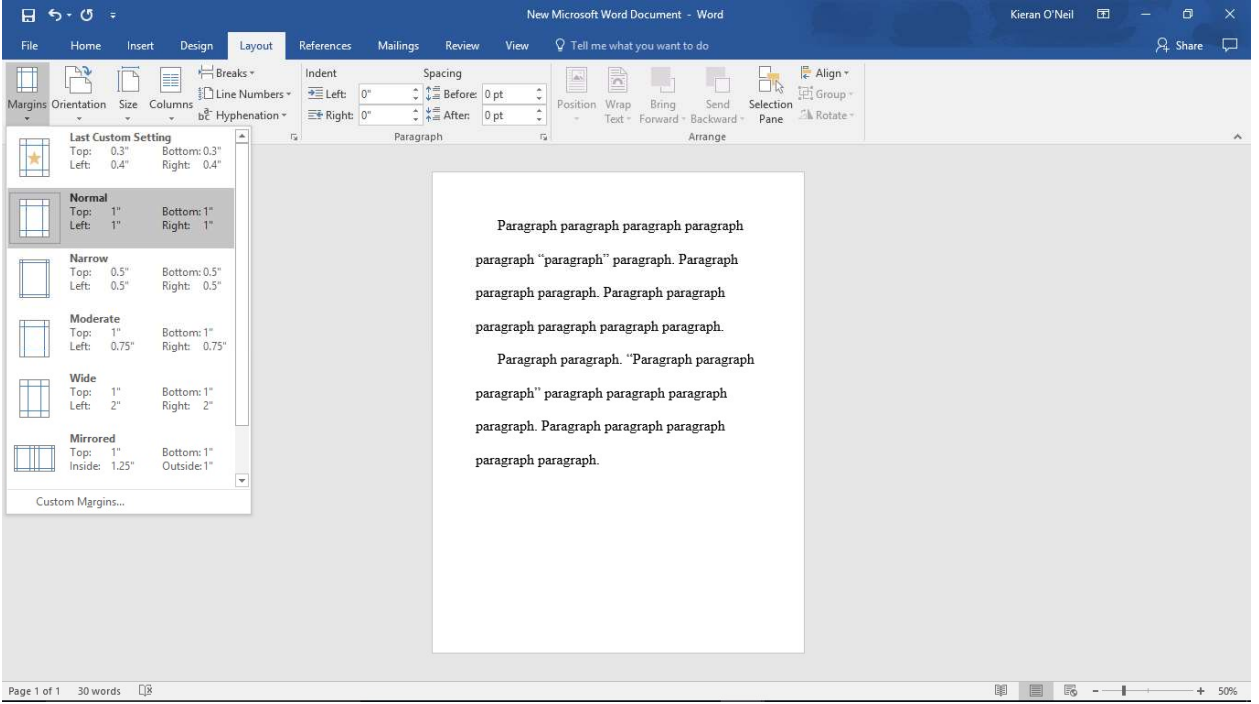 New Microsoft Word Document - Word
Kieran O'Neil
File Home Insert Design Layout References Mailings Review View Tell me what you want to do
Share
Margins Orientation Size Columns
Breaks
Line Numbers
Hyphenation
Indent
Left: 0"
Right: 0"
Spacing
Before: 0 pt
After: 0 pt
Paragraph
Position Wrap Text Bring Forward Send Backward Selection Pane
Align
Group
Rotate
Arrange
Last Custom Setting
Top: 0.3" Bottom: 0.3"
Left: 0.4" Right: 0.4"
Normal
Top: 1" Bottom: 1"
Left: 1" Right: 1"
Narrow
Top: 0.5" Bottom: 0.5"
Left: 0.5" Right: 0.5"
Moderate
Top: 1" Bottom: 1"
Left: 0.75" Right: 0.75"
Wide
Top: 1" Bottom: 1"
Left: 2" Right: 2"
Mirrored
Top: 1" Bottom: 1"
Inside: 1.25" Outside: 1"
Custom Margins...
Paragraph paragraph paragraph paragraph
paragraph “paragraph” paragraph. Paragraph
paragraph paragraph. Paragraph paragraph
paragraph paragraph paragraph paragraph.
Paragraph paragraph. “Paragraph paragraph
paragraph” paragraph paragraph paragraph
paragraph. Paragraph paragraph paragraph
paragraph paragraph.
Page 1 of 1 30 words
50%